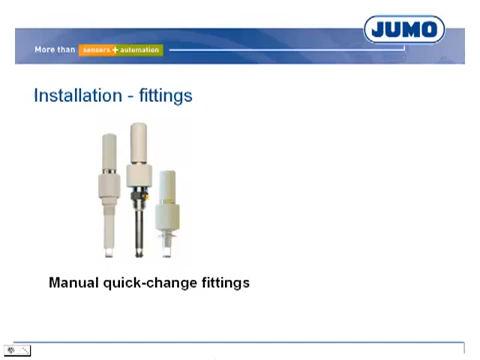 JUMO
More than sensors + automation
Installation - fittings
Manual quick-change fittings